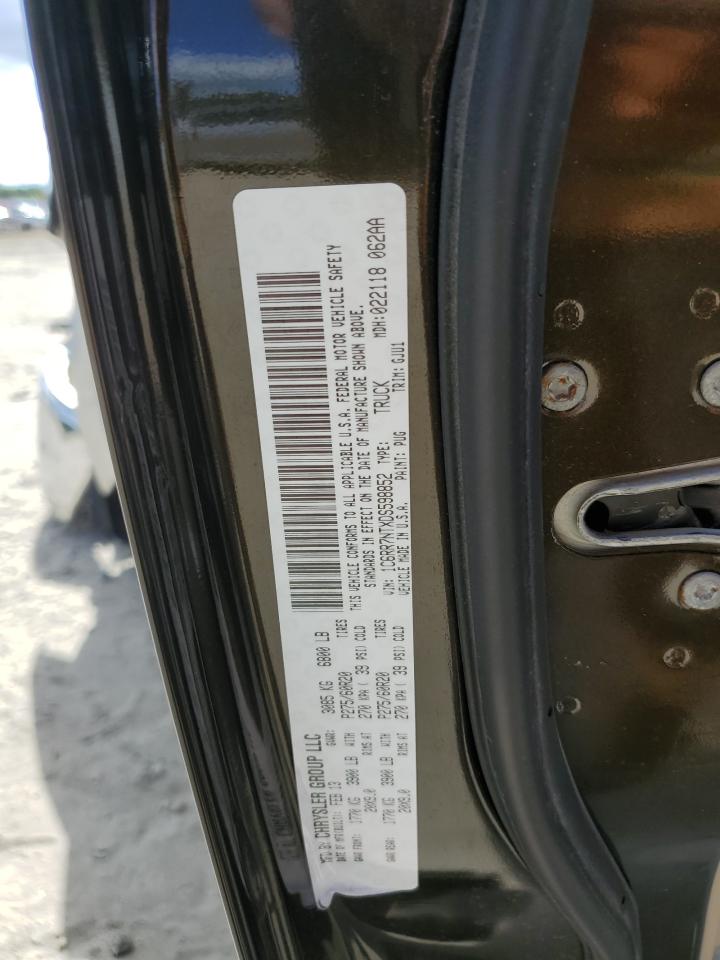 MFD BY: CHRYSLER GROUP LLC
DATE OF MFR(BUILT): FEB 13 GVWR: 3085 KG 6800 LB
GAWR FRONT: 1770 KG 3900 LB WITH P275/60R20 TIRES
20X9.0 RIMS AT 270 KPA ( 39 PSI) COLD
GAWR REAR: 1770 KG 3900 LB WITH P275/60R20 TIRES
20X9.0 RIMS AT 270 KPA ( 39 PSI) COLD
THIS VEHICLE CONFORMS TO ALL APPLICABLE U.S.A. FEDERAL MOTOR VEHICLE SAFETY
STANDARDS IN EFFECT ON THE DATE OF MANUFACTURE SHOWN ABOVE.
VIN: 1C6RR7NTXDS598852 TYPE: TRUCK MDH:022118 062AA
VEHICLE MADE IN U.S.A. PAINT: PUG TRIM: GJU1